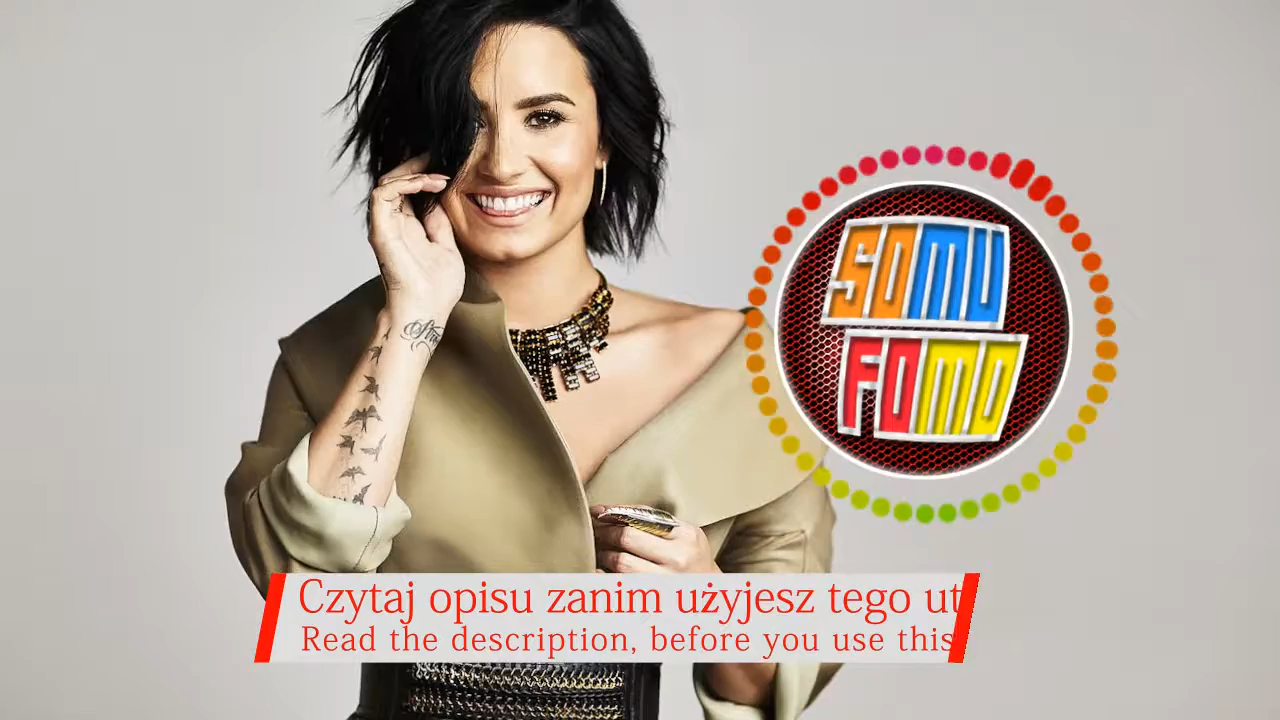 SOMU
FOMO
Czytaj opisu zanim użyjesz tego ut
Read the description, before you use this